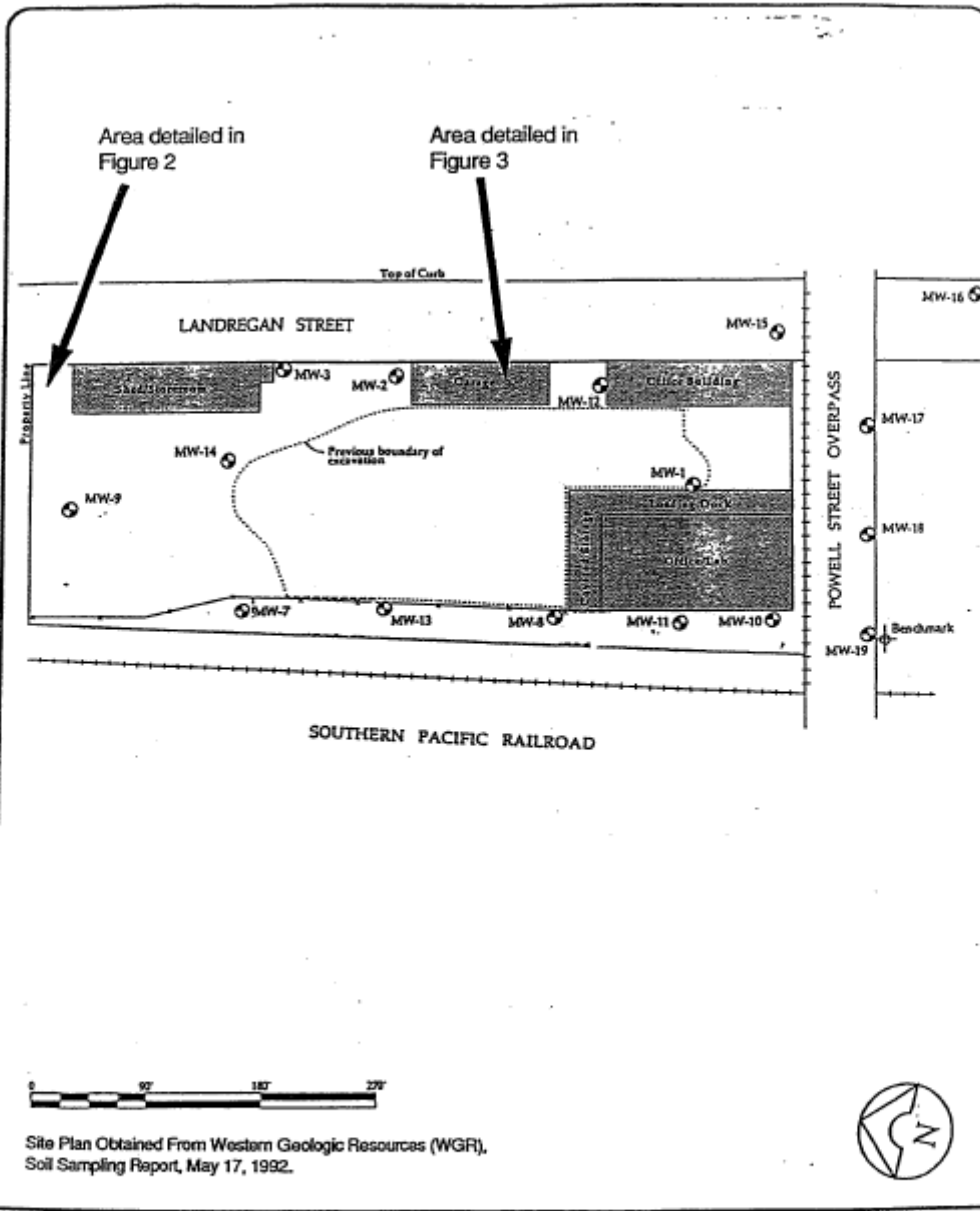 Area detailed in
Figure 2
Area detailed in
Figure 3
Top of Curb
MW-16
LANDREGAN STREET
MW-15
Property Line
Shed/Storeroom
MW-3
MW-2
Garage
MW-12
Office Building
POWELL STREET OVERPASS
MW-17
MW-14
Previous boundary of
excavation
MW-1
MW-9
Loading Dock
Office/Lab
MW-18
MW-7
MW-13
MW-8
MW-11
MW-10
Benchmark
MW-19
SOUTHERN PACIFIC RAILROAD
0 90' 180' 270'
Site Plan Obtained From Western Geologic Resources (WGR),
Soil Sampling Report, May 17, 1992.
N